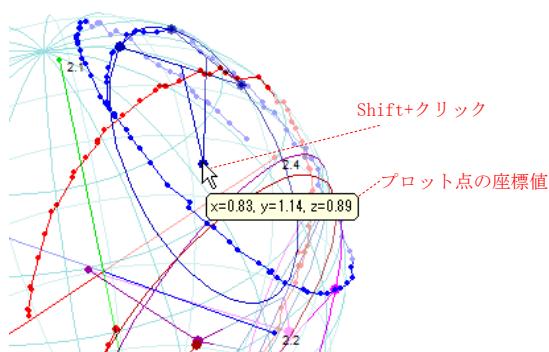 2.1
Shift+クリック
2.4
プロット点の座標値
x=0.83, y=1.14, z=0.89
2.2